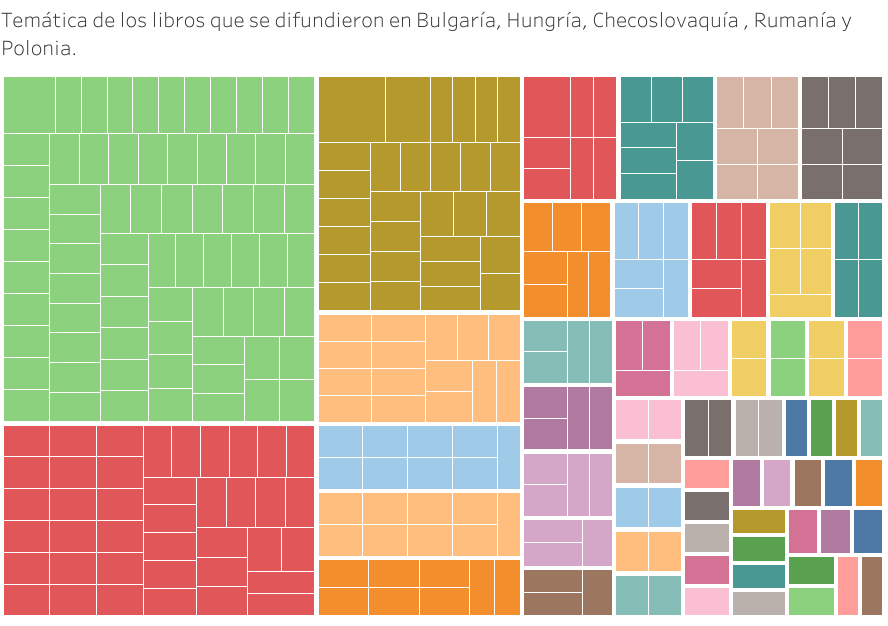 Temática de los libros que se difundieron en Bulgaría, Hungría, Checoslovaquía , Rumanía y
Polonia.